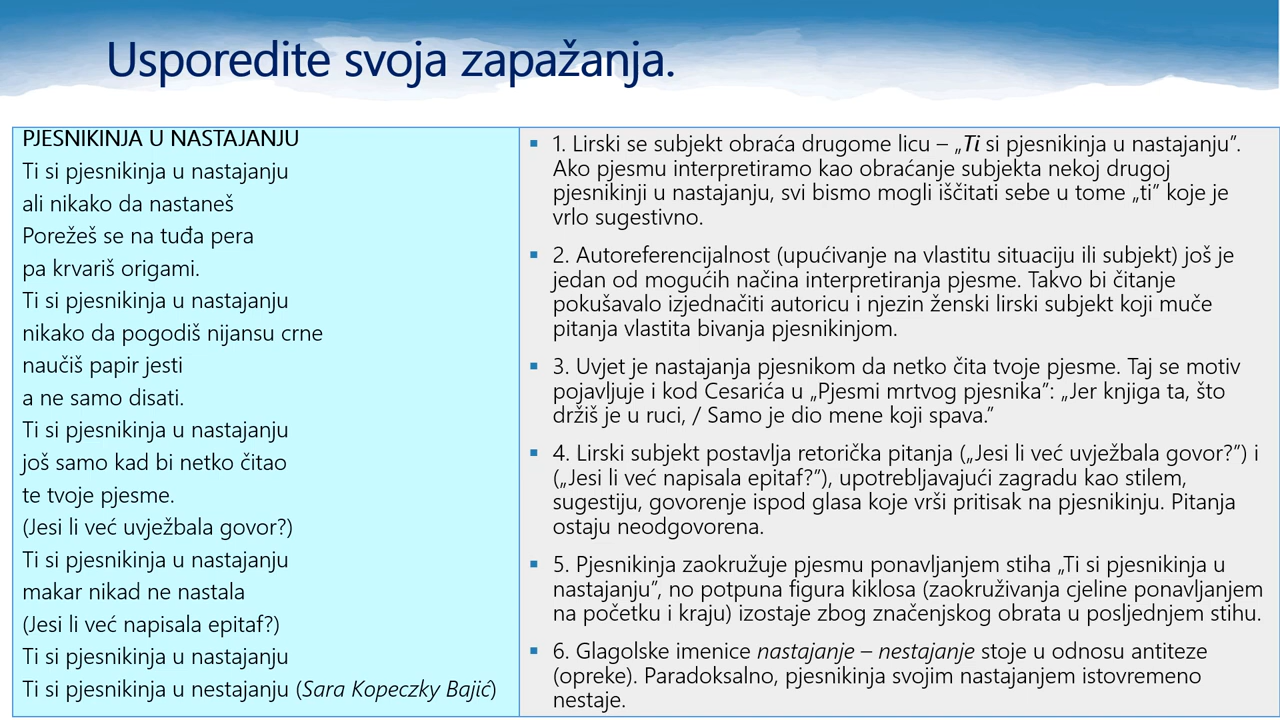 Usporedite svoja zapažanja.
PJESNIKINJA U NASTAJANJU
Ti si pjesnikinja u nastajanju
ali nikako da nastaneš
Porežeš se na tuđa pera
pa krvariš origami.
Ti si pjesnikinja u nastajanju
nikako da pogodiš nijansu crne
naučiš papir jesti
a ne samo disati.
Ti si pjesnikinja u nastajanju
još samo kad bi netko čitao
te tvoje pjesme.
(Jesi li već uvježbala govor?)
Ti si pjesnikinja u nastajanju
makar nikad ne nastala
(Jesi li već napisala epitaf?)
Ti si pjesnikinja u nastajanju
Ti si pjesnikinja u nestajanju (Sara Kopeczky Bajić)
▪ 1. Lirski se subjekt obraća drugome licu – „Ti si pjesnikinja u nastajanju”.
Ako pjesmu interpretiramo kao obraćanje subjekta nekoj drugoj
pjesnikinji u nastajanju, svi bismo mogli iščitati sebe u tome „ti” koje je
vrlo sugestivno.
▪ 2. Autoreferencijalnost (upućivanje na vlastitu situaciju ili subjekt) još je
jedan od mogućih načina interpretiranja pjesme. Takvo bi čitanje
pokušavalo izjednačiti autoricu i njezin ženski lirski subjekt koji muče
pitanja vlastita bivanja pjesnikinjom.
▪ 3. Uvjet je nastajanja pjesnikom da netko čita tvoje pjesme. Taj se motiv
pojavljuje i kod Cesarića u „Pjesmi mrtvog pjesnika”: „Jer knjiga ta, što
držiš je u ruci, / Samo je dio mene koji spava.”
▪ 4. Lirski subjekt postavlja retorička pitanja („Jesi li već uvježbala govor?”) i
(„Jesi li već napisala epitaf?”), upotrebljavajući zagradu kao stilem,
sugestiju, govorenje ispod glasa koje vrši pritisak na pjesnikinju. Pitanja
ostaju neodgovorena.
▪ 5. Pjesnikinja zaokružuje pjesmu ponavljanjem stiha „Ti si pjesnikinja u
nastajanju”, no potpuna figura kiklosa (zaokruživanja cjeline ponavljanjem
na početku i kraju) izostaje zbog značenjskog obrata u posljednjem stihu.
▪ 6. Glagolske imenice nastajanje – nestajanje stoje u odnosu antiteze
(opreke). Paradoksalno, pjesnikinja svojim nastajanjem istovremeno
nestaje.